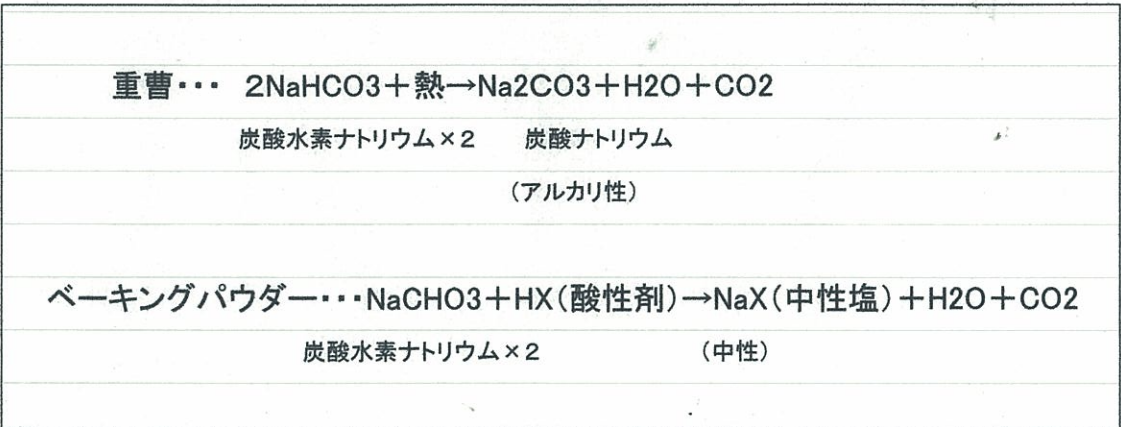 重曹・・・ 2NaHCO3＋熱→Na2CO3＋H2O＋CO2
炭酸水素ナトリウム×２ 炭酸ナトリウム
（アルカリ性）
ベーキングパウダー・・・NaCHO3＋HX（酸性剤）→NaX（中性塩）＋H2O＋CO2
炭酸水素ナトリウム×２ （中性）